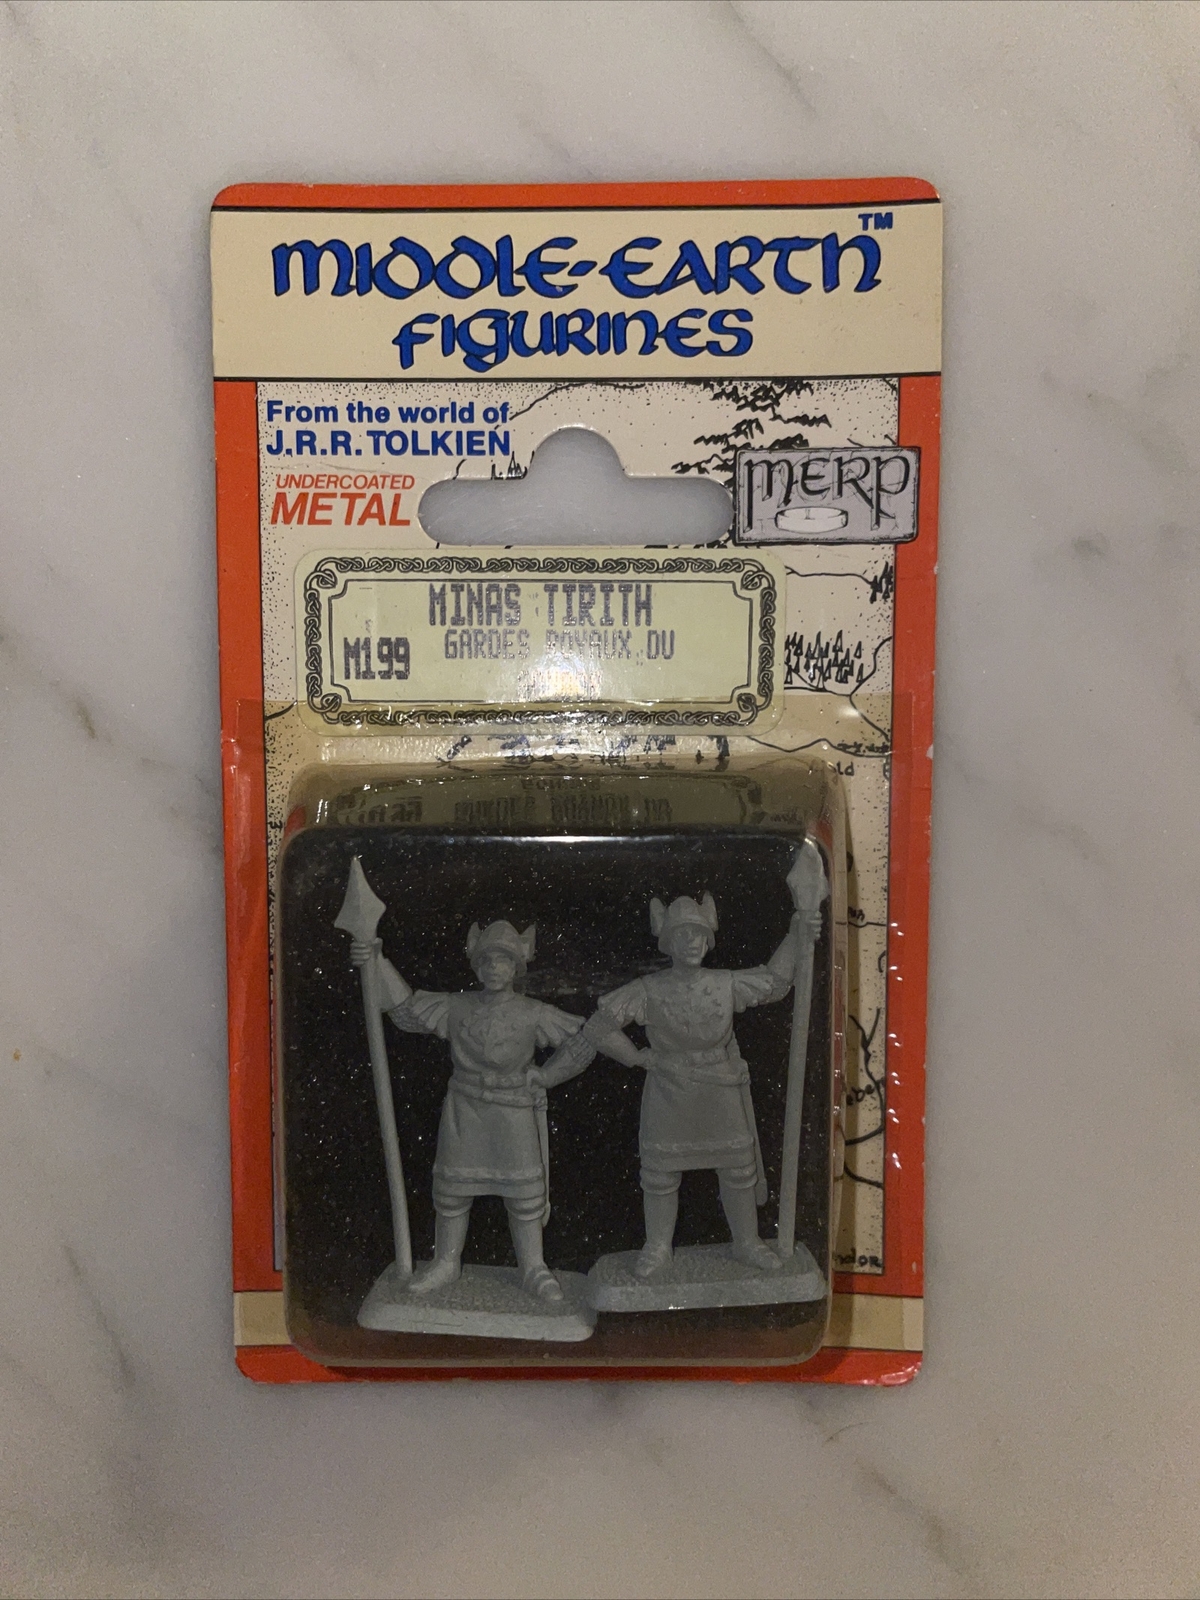 MIDDLE-EARTH™
FIGURINES
From the world of
J.R.R. TOLKIEN
UNDERCOATED
METAL
MERP
MINAS TIRITH
GARDES ROYAUX DU
M199